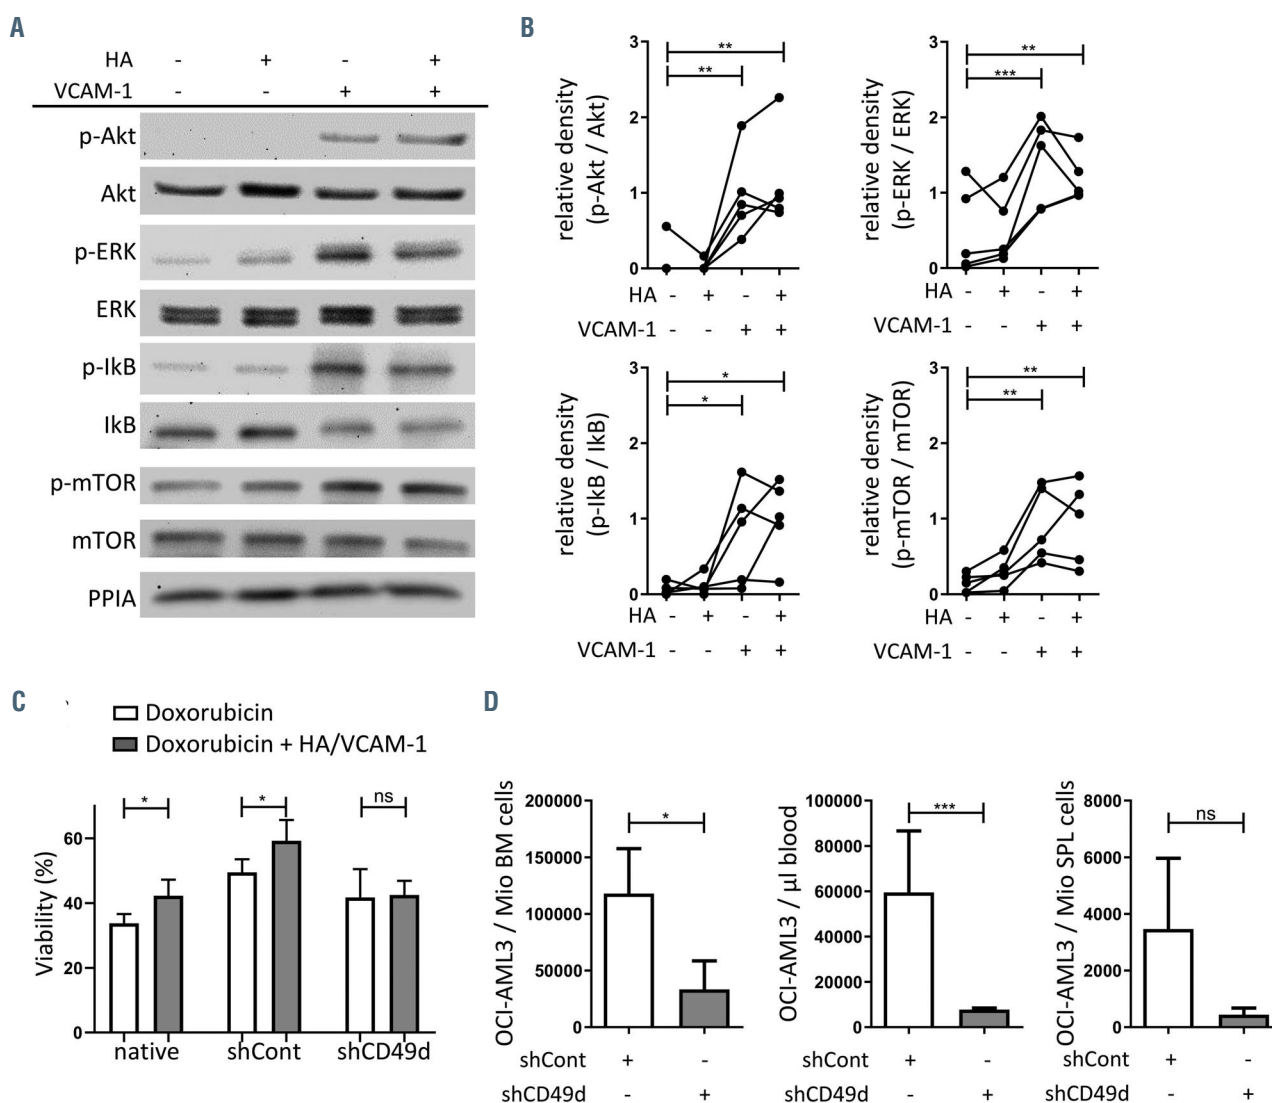 A
HA - + - +
VCAM-1 - - + +
p-Akt
Akt
p-ERK
ERK
p-IkB
IkB
p-mTOR
mTOR
PPIA
B
relative density
(p-Akt / Akt)
3
2
1
0
** 
**
HA - + - +
VCAM-1 - - + +
relative density
(p-ERK / ERK)
3
2
1
0
**
***
HA - + - +
VCAM-1 - - + +
relative density
(p-IkB / IkB)
3
2
1
0
*
*
HA - + - +
VCAM-1 - - + +
relative density
(p-mTOR / mTOR)
3
2
1
0
**
**
HA - + - +
VCAM-1 - - + +
C
Doxorubicin
Doxorubicin + HA/VCAM-1
Viability (%)
60
40
20
0
* * ns
native shCont shCD49d
D
OCI-AML3 / Mio BM cells
200000
150000
100000
50000
0
*
shCont + -
shCD49d - +
OCI-AML3 / µl blood
100000
80000
60000
40000
20000
0
***
shCont + -
shCD49d - +
OCI-AML3 / Mio SPL cells
8000
6000
4000
2000
0
ns
shCont + -
shCD49d - +